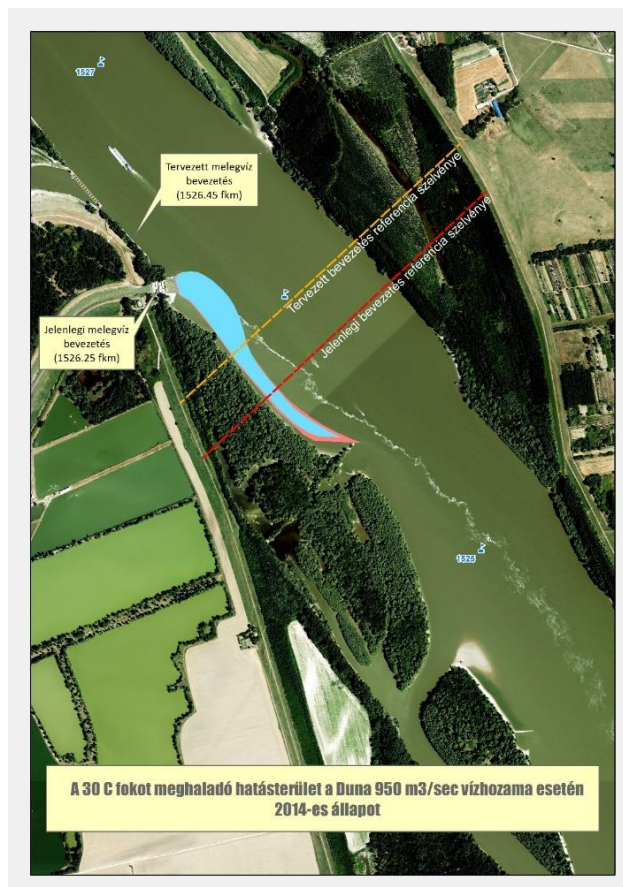 1527
Tervezett melegvíz
bevezetés
(1526.45 fkm)
Tervezett bevezetés referencia szelvénye
Jelenlegi bevezetés referencia szelvénye
Jelenlegi melegvíz
bevezetés
(1526.25 fkm)
1525
A 30 C fokot meghaladó hatásterület a Duna 950 m3/sec vízhozama esetén
2014-es állapot